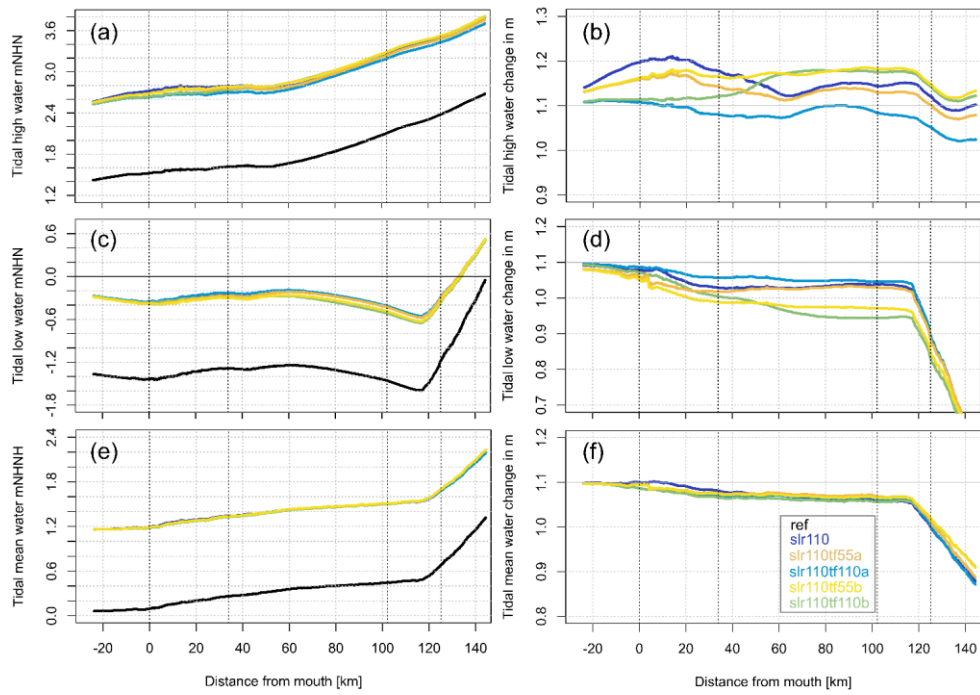 (a)
Tidal high water mNHN
3.6
3.0
2.4
1.8
1.2
(b)
Tidal high water change in m
1.3
1.2
1.1
1.0
0.9
(c)
Tidal low water mNHN
0.6
0.0
-0.6
-1.2
-1.8
(d)
Tidal low water change in m
1.2
1.1
1.0
0.9
0.8
0.7
(e)
Tidal mean water mNHNH
2.4
1.8
1.2
0.6
0.0
-20 0 20 40 60 80 100 120 140
Distance from mouth [km]
(f)
Tidal mean water change in m
1.2
1.1
1.0
0.9
0.8
ref
slr110
slr110tf55a
slr110tf110a
slr110tf55b
slr110tf110b
-20 0 20 40 60 80 100 120 140
Distance from mouth [km]